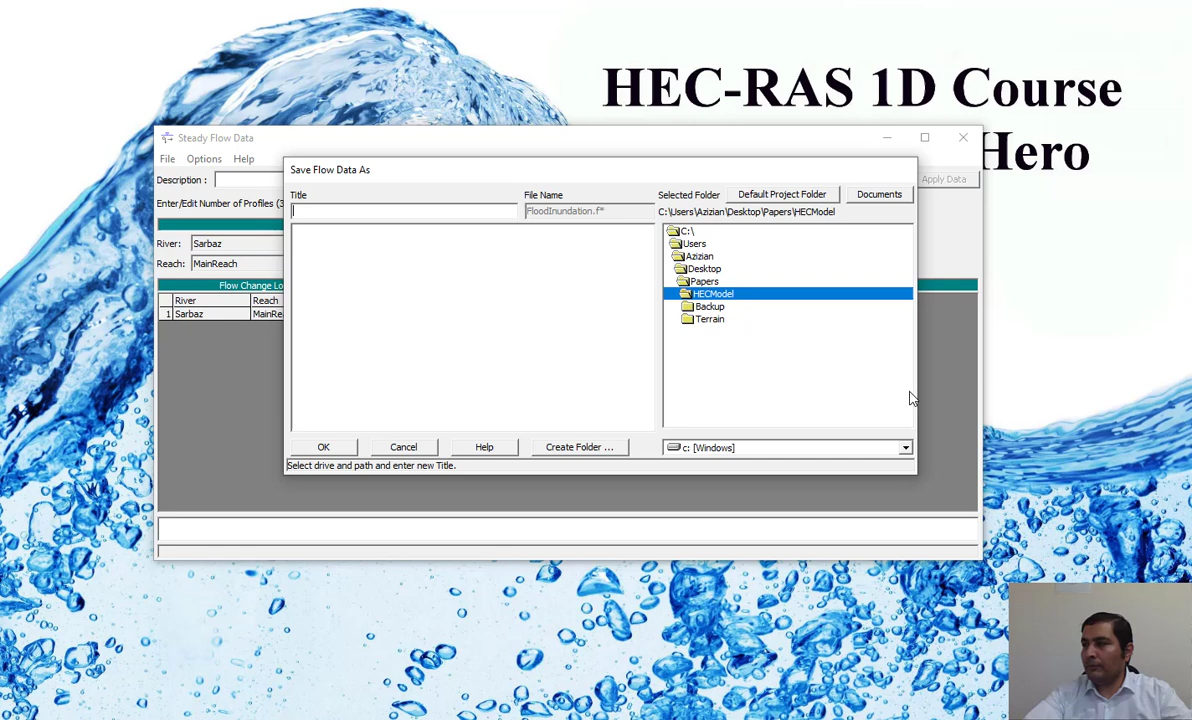 HEC-RAS 1D Course
Hero
Steady Flow Data
File Options Help
Description :
Apply Data
Enter/Edit Number of Profiles (3
River: Sarbaz
Reach: MainReach
Flow Change Lo
River Reach
1 Sarbaz MainRe
Save Flow Data As
Title File Name Selected Folder Default Project Folder Documents
FloodInundation.f* C:\Users\Azizian\Desktop\Papers\HECModel
C:\
Users
Azizian
Desktop
Papers
HECModel
Backup
Terrain
OK Cancel Help Create Folder ... c: [Windows]
Select drive and path and enter new Title.